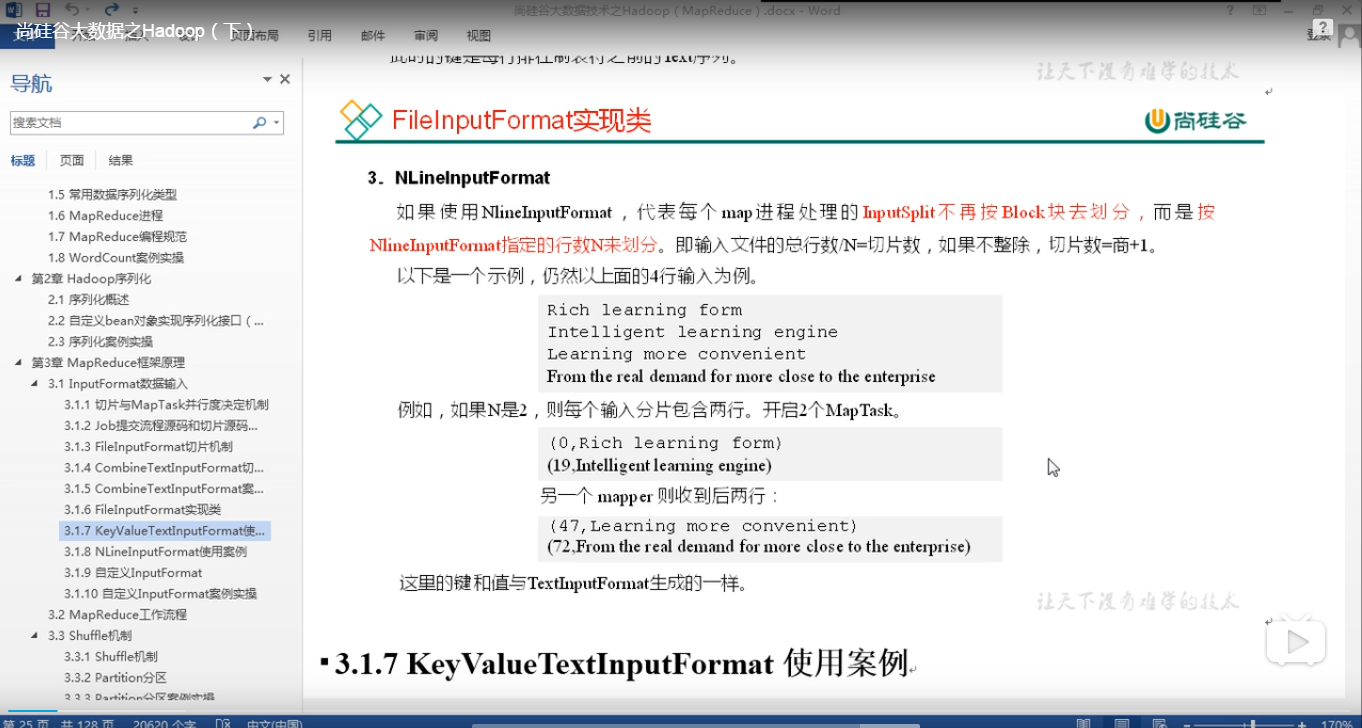 尚硅谷大数据技术之Hadoop（MapReduce）.docx - Word
尚硅谷大数据之Hadoop（下）
页面布局 引用 邮件 审阅 视图
登录
导航
搜索文档
标题 页面 结果
1.5 常用数据序列化类型
1.6 MapReduce进程
1.7 MapReduce编程规范
1.8 WordCount案例实操
第2章 Hadoop序列化
2.1 序列化概述
2.2 自定义bean对象实现序列化接口（...
2.3 序列化案例实操
第3章 MapReduce框架原理
3.1 InputFormat数据输入
3.1.1 切片与MapTask并行度决定机制
3.1.2 Job提交流程源码和切片源码...
3.1.3 FileInputFormat切片机制
3.1.4 CombineTextInputFormat切...
3.1.5 CombineTextInputFormat案...
3.1.6 FileInputFormat实现类
3.1.7 KeyValueTextInputFormat使...
3.1.8 NLineInputFormat使用案例
3.1.9 自定义InputFormat
3.1.10 自定义InputFormat案例实操
3.2 MapReduce工作流程
3.3 Shuffle机制
3.3.1 Shuffle机制
3.3.2 Partition分区
3.3.3 Partition分区案例实操
此时的键是每行排在制表符之前的Text序列。
让天下没有难学的技术
FileInputFormat实现类
尚硅谷
3．NLineInputFormat
如果使用NlineInputFormat，代表每个map进程处理的InputSplit不再按Block块去划分，而是按
NlineInputFormat指定的行数N来划分。即输入文件的总行数/N=切片数，如果不整除，切片数=商+1。
以下是一个示例，仍然以上面的4行输入为例。
Rich learning form
Intelligent learning engine
Learning more convenient
From the real demand for more close to the enterprise
例如，如果N是2，则每个输入分片包含两行。开启2个MapTask。
(0,Rich learning form)
(19,Intelligent learning engine)
另一个 mapper 则收到后两行：
(47,Learning more convenient)
(72,From the real demand for more close to the enterprise)
这里的键和值与TextInputFormat生成的一样。
让天下没有难学的技术
3.1.7 KeyValueTextInputFormat 使用案例
第 25 页，共 128 页 20620 个字 中文(中国)
170%